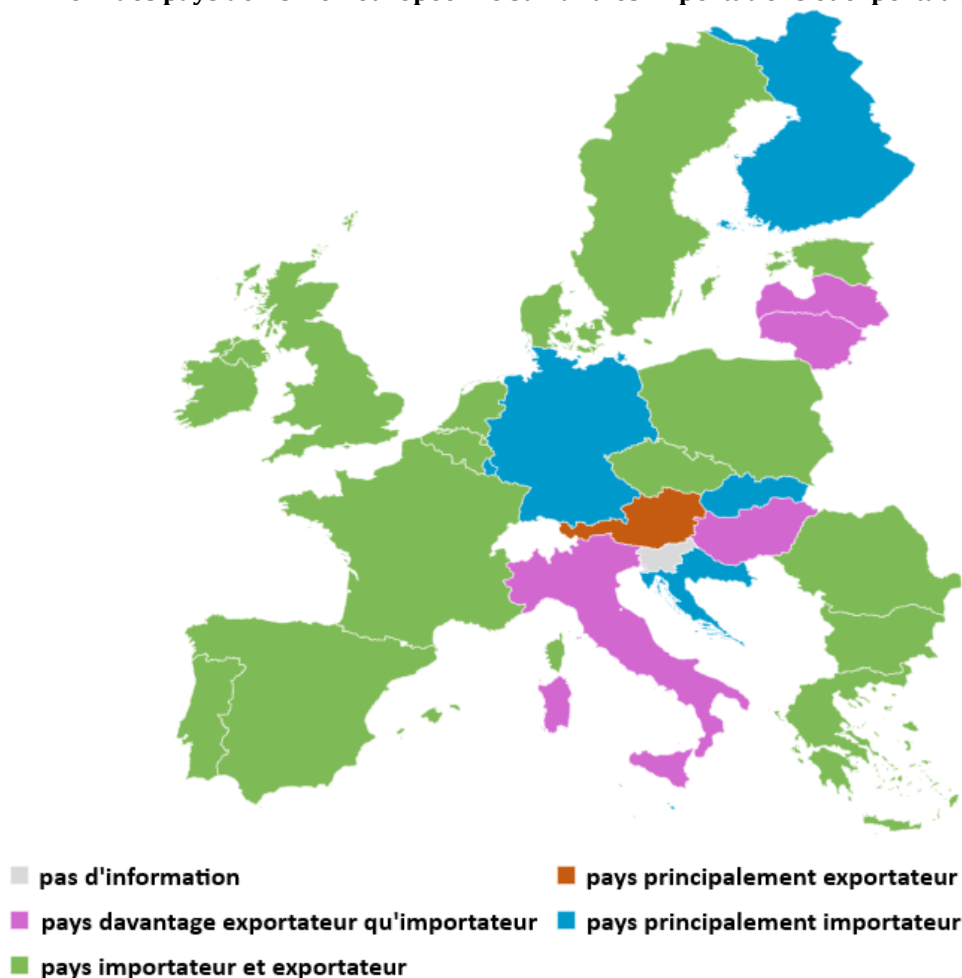 pas d'information
pays principalement exportateur
pays davantage exportateur qu'importateur
pays principalement importateur
pays importateur et exportateur